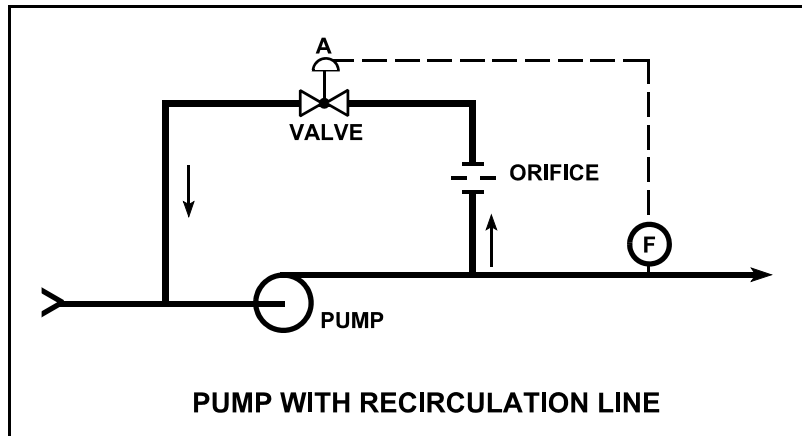 A
VALVE
ORIFICE
F
PUMP
PUMP WITH RECIRCULATION LINE